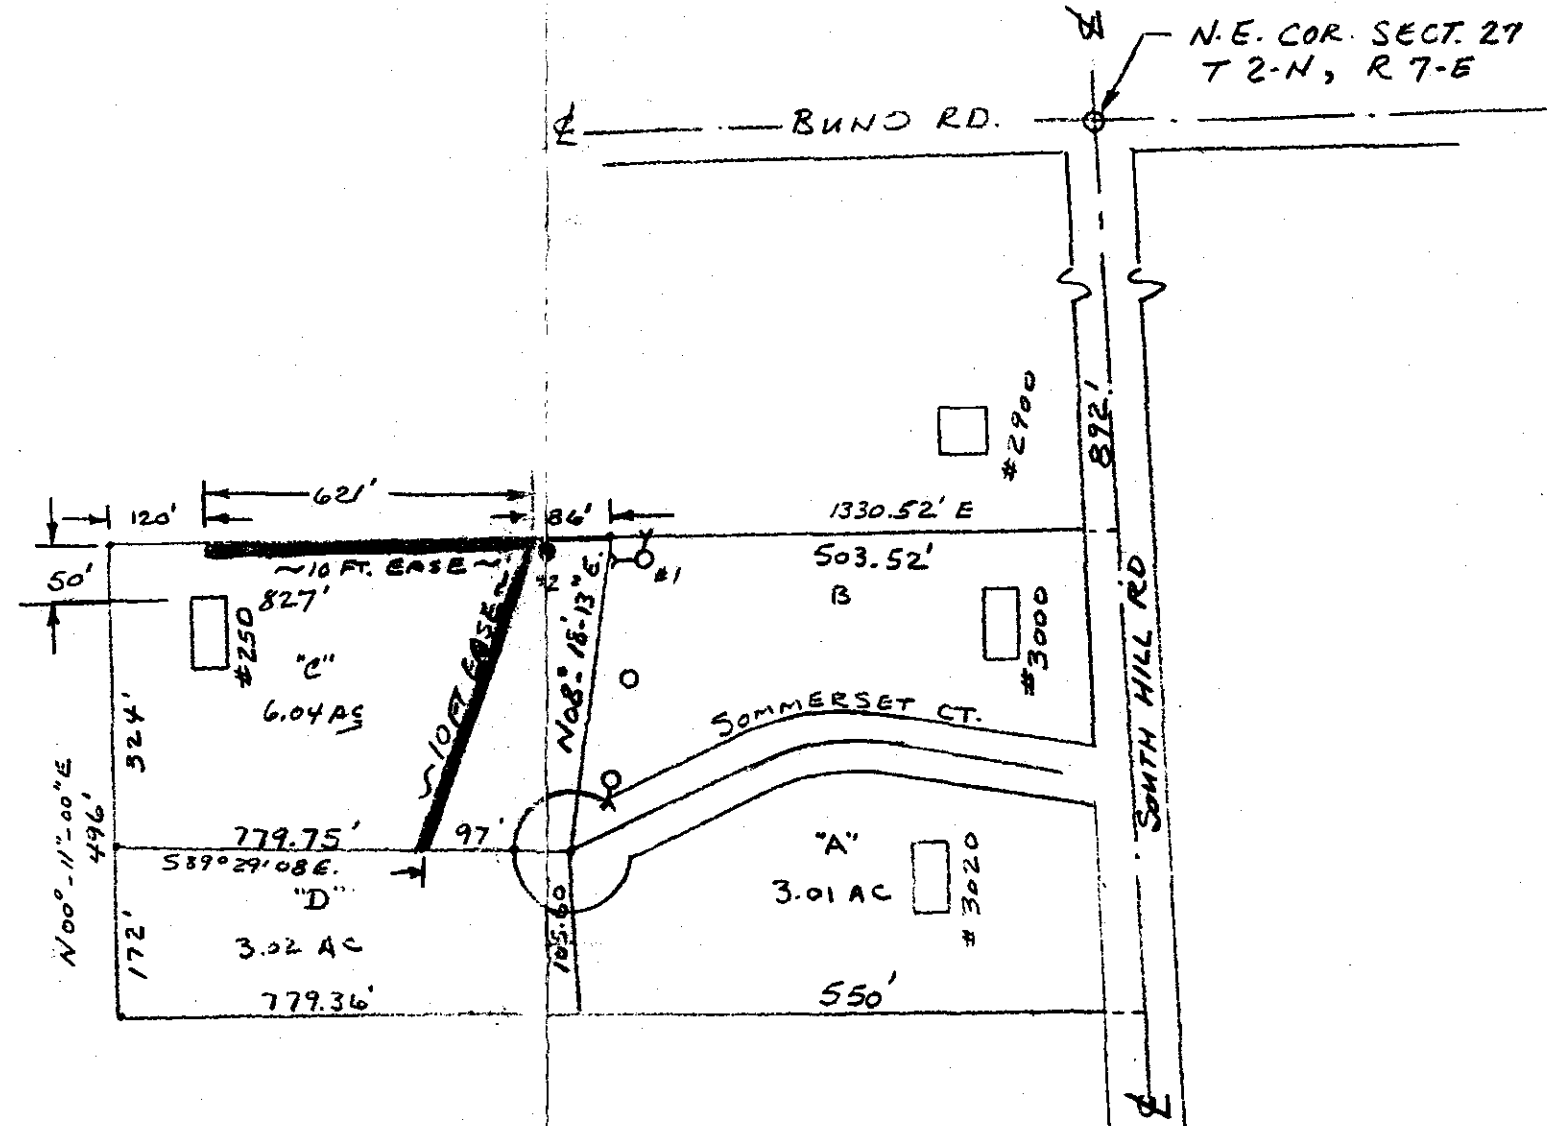 N.E. COR. SECT. 27
T 2-N, R 7-E
BUNO RD.
892'
#2900
621'
120'
86'
1330.52' E
503.52'
50'
~10 FT. EASE~
827'
#2
#1
B
#250
"C"
6.04 AC
~10 FT EASE~
N08°-18'-13" E.
#3000
SOMMERSET CT.
SOUTH HILL RD
324'
N00°-11"-00"E
496'
779.75'
97'
S89°29'08E.
"A"
3.01 AC
#3020
"D"
3.02 AC
172'
105.60
779.36'
550'